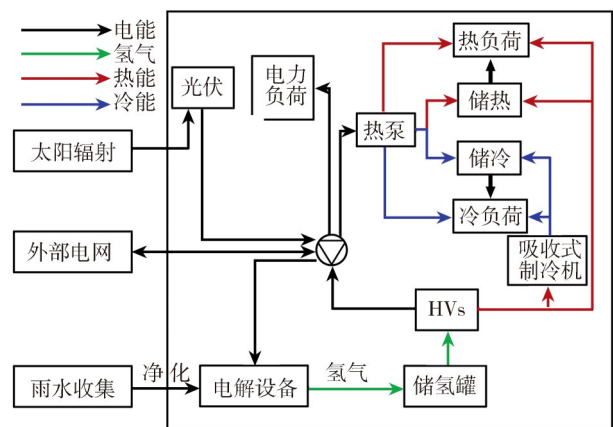 电能
氢气
热能
冷能
光伏
电力
负荷
热负荷
储热
热泵
储冷
冷负荷
太阳辐射
外部电网
吸收式
制冷机
HVs
雨水收集
净化
电解设备
氢气
储氢罐